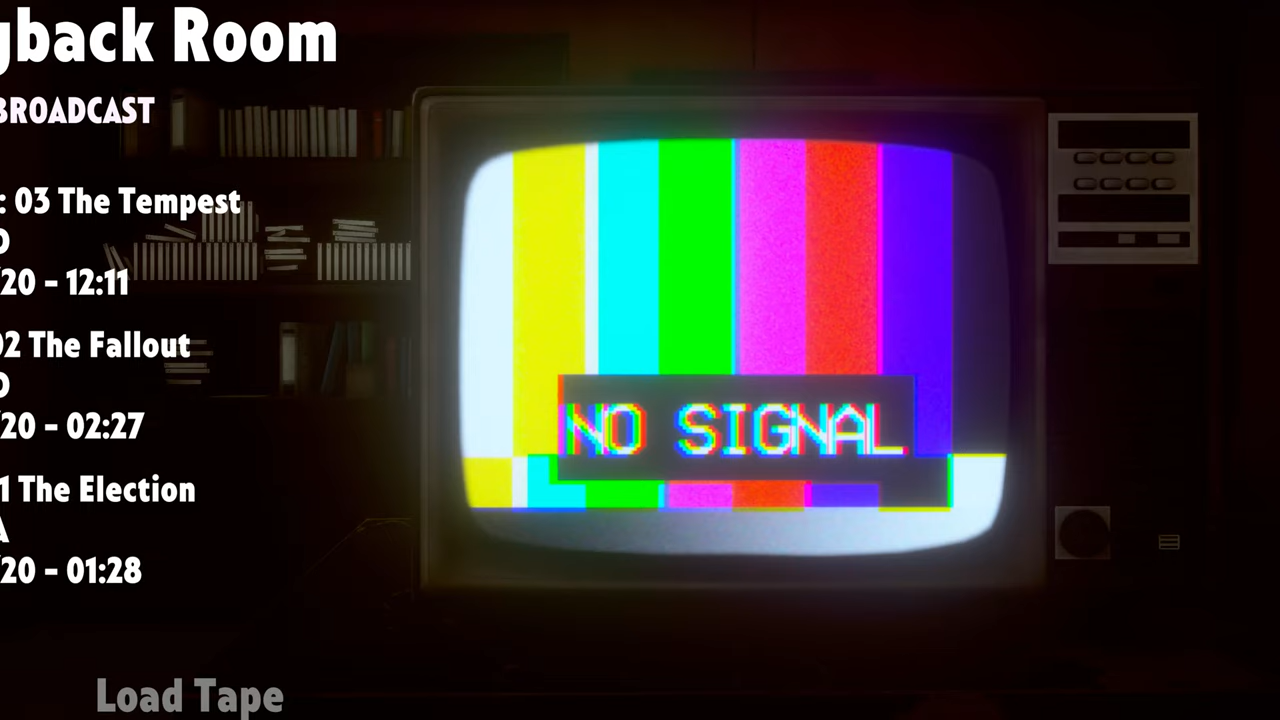 gback Room
BROADCAST
: 03 The Tempest
D
/20 - 12:11
02 The Fallout
D
/20 - 02:27
1 The Election
A
/20 - 01:28
Load Tape
NO SIGNAL